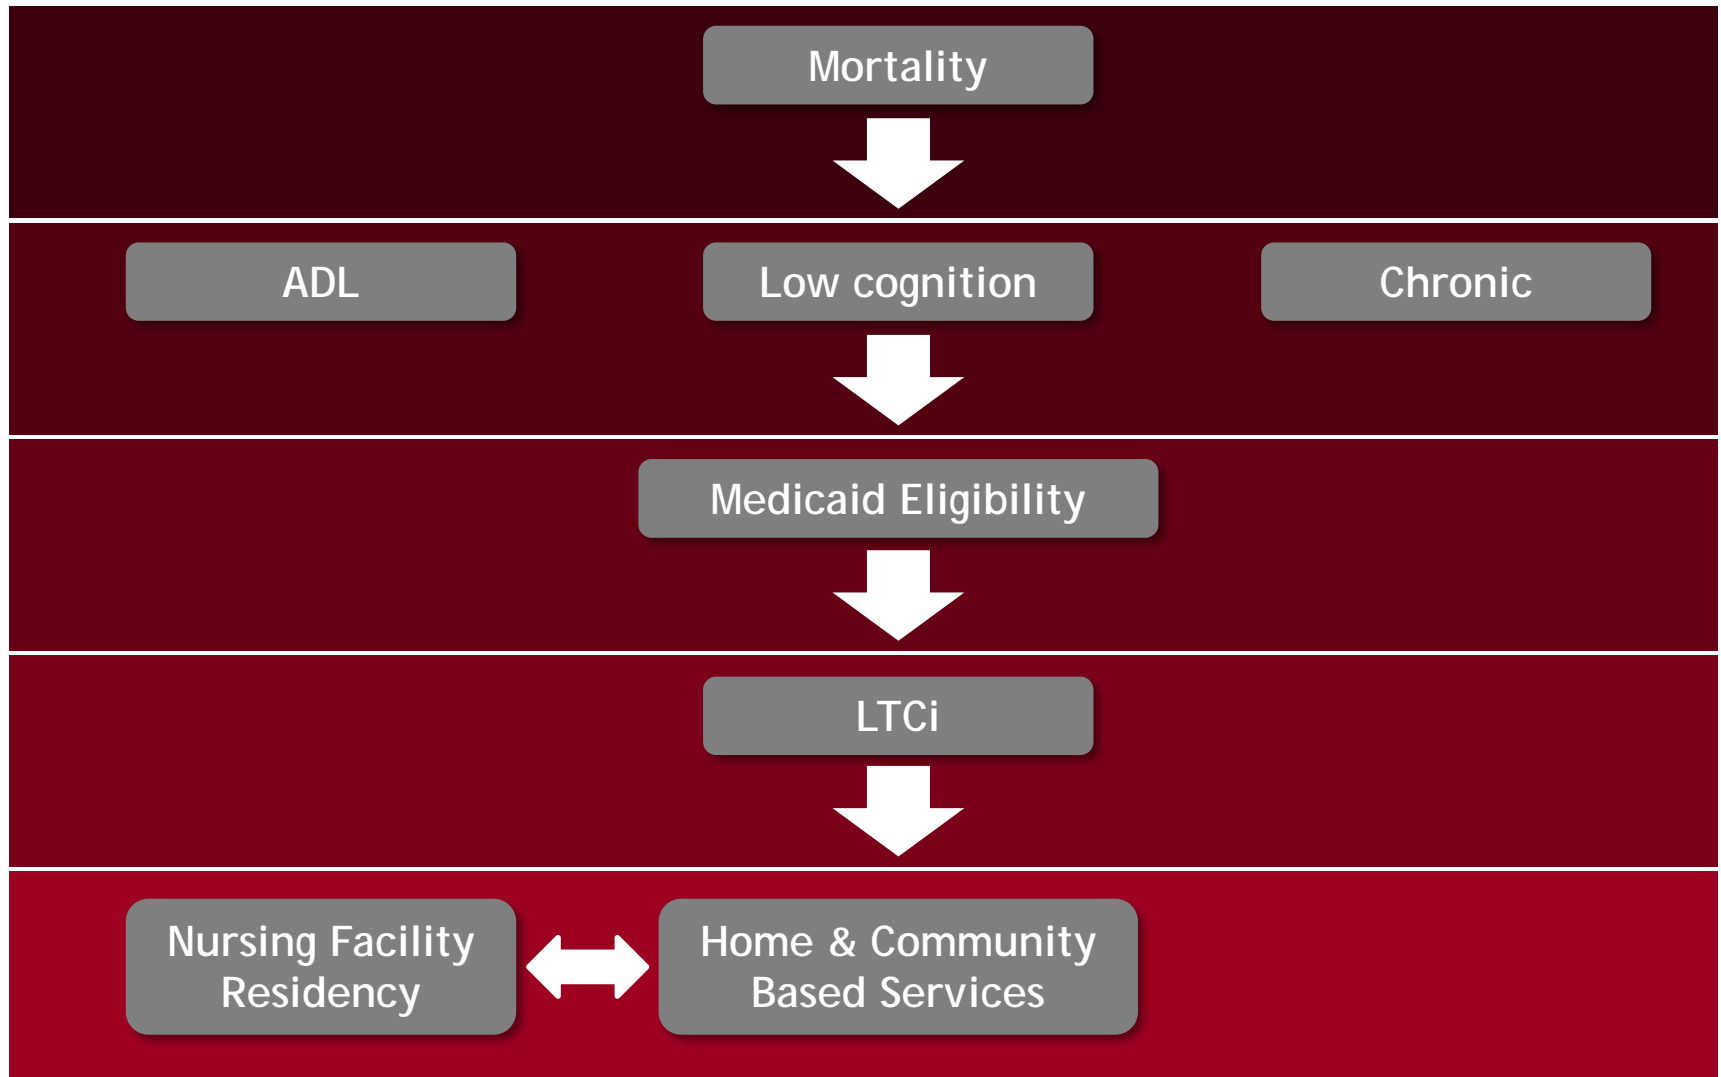 Mortality
ADL
Low cognition
Chronic
Medicaid Eligibility
LTCi
Nursing Facility
Residency
Home & Community
Based Services